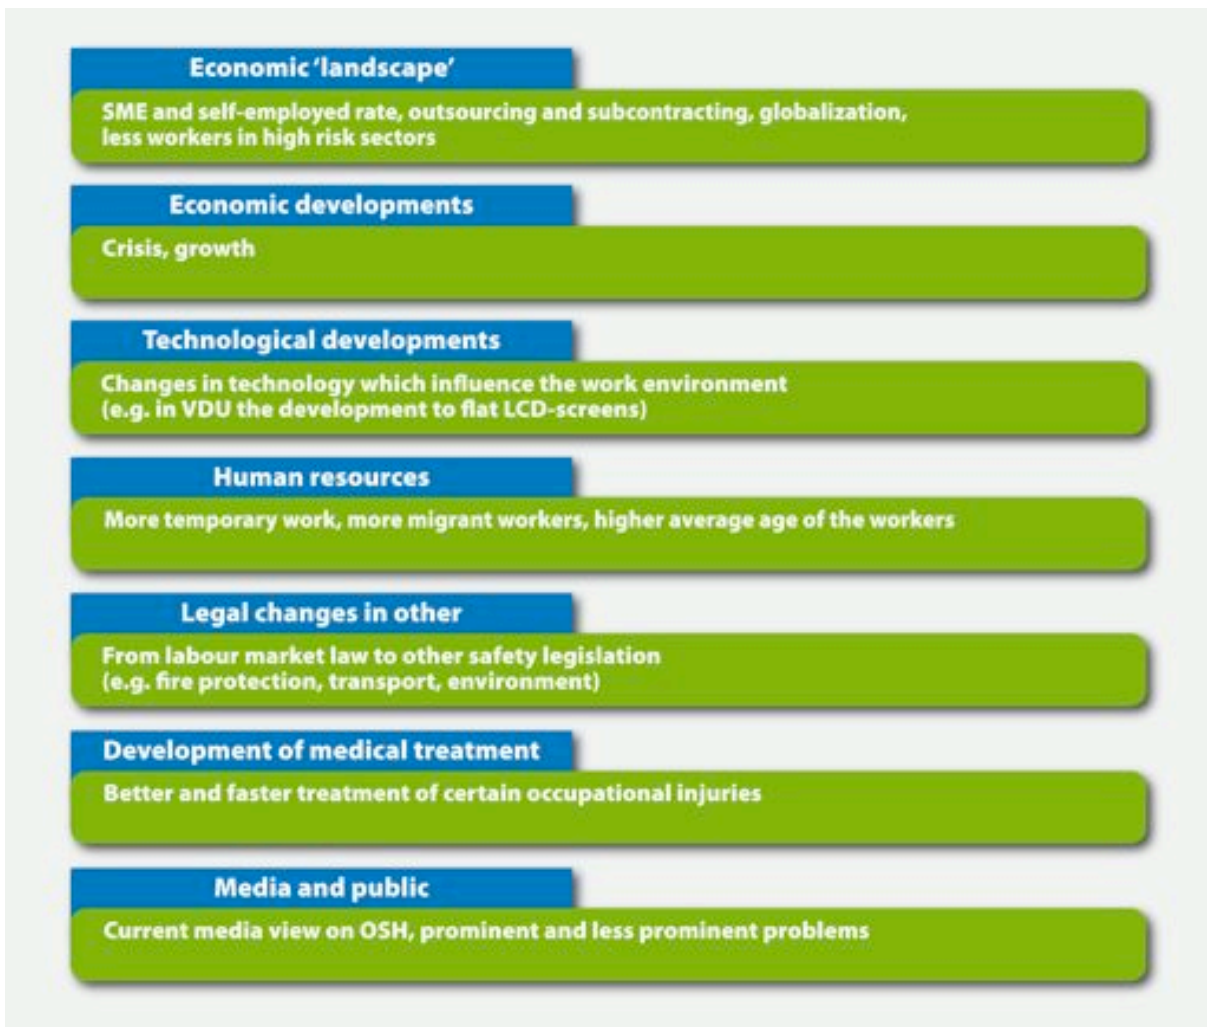 Economic ‘landscape’
SME and self-employed rate, outsourcing and subcontracting, globalization,
less workers in high risk sectors
Economic developments
Crisis, growth
Technological developments
Changes in technology which influence the work environment
(e.g. in VDU the development to flat LCD-screens)
Human resources
More temporary work, more migrant workers, higher average age of the workers
Legal changes in other
From labour market law to other safety legislation
(e.g. fire protection, transport, environment)
Development of medical treatment
Better and faster treatment of certain occupational injuries
Media and public
Current media view on OSH, prominent and less prominent problems